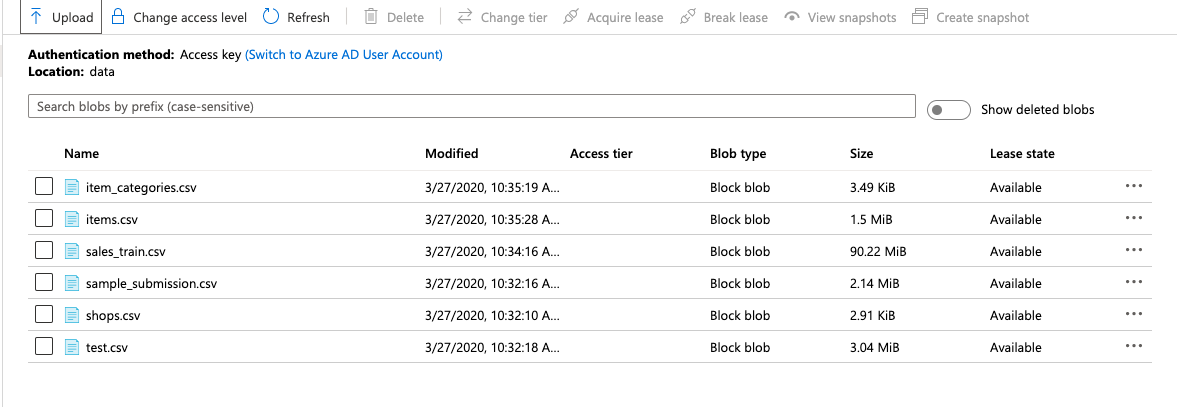 Upload Change access level Refresh Delete Change tier Acquire lease Break lease View snapshots Create snapshot
Authentication method: Access key (Switch to Azure AD User Account)
Location: data
Search blobs by prefix (case-sensitive) Show deleted blobs
Name Modified Access tier Blob type Size Lease state
item_categories.csv 3/27/2020, 10:35:19 A... Block blob 3.49 KiB Available
items.csv 3/27/2020, 10:35:28 A... Block blob 1.5 MiB Available
sales_train.csv 3/27/2020, 10:34:16 A... Block blob 90.22 MiB Available
sample_submission.csv 3/27/2020, 10:32:16 A... Block blob 2.14 MiB Available
shops.csv 3/27/2020, 10:32:10 A... Block blob 2.91 KiB Available
test.csv 3/27/2020, 10:32:18 A... Block blob 3.04 MiB Available